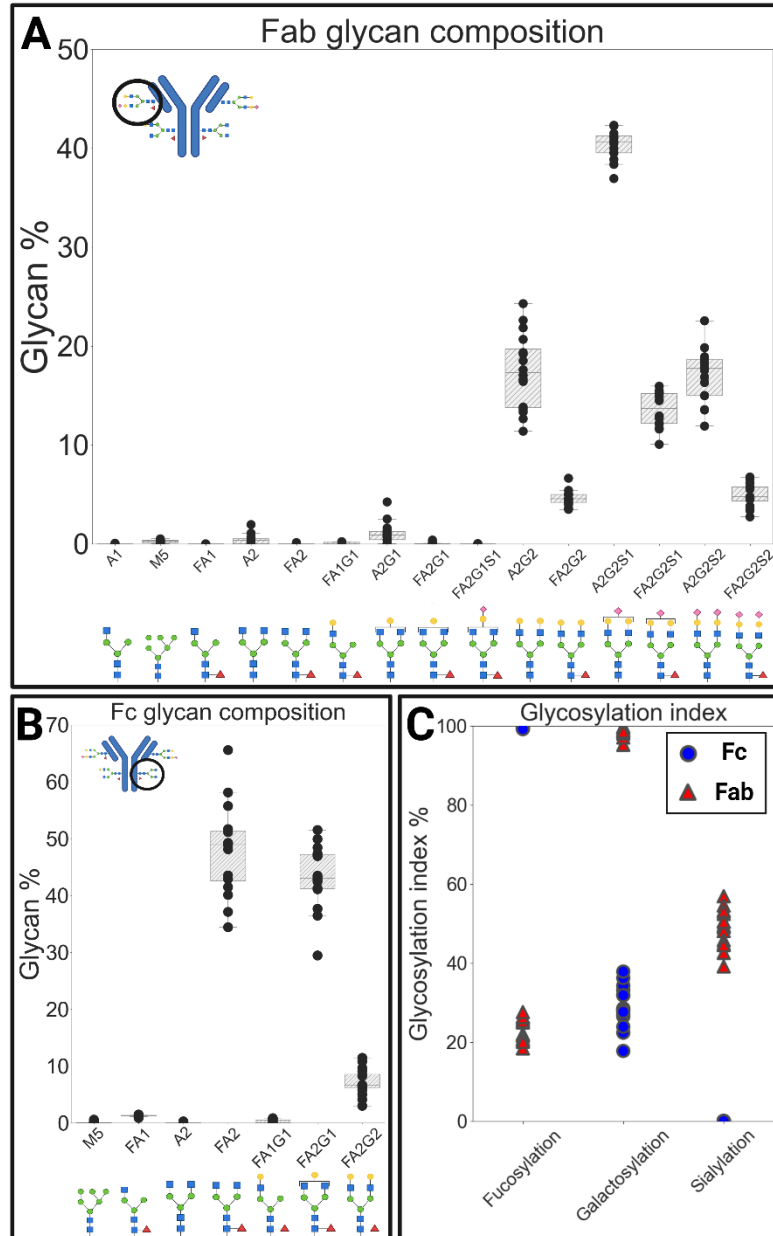 A
Fab glycan composition
Glycan %
50
40
30
20
10
0
A1
M5
FA1
A2
FA2
FA1G1
A2G1
FA2G1
FA2G1S1
A2G2
FA2G2
A2G2S1
FA2G2S1
A2G2S2
FA2G2S2
B
Fc glycan composition
Glycan %
70
60
50
40
30
20
10
0
M5
FA1
A2
FA2
FA1G1
FA2G1
FA2G2
C
Glycosylation index
Glycosylation index %
100
80
60
40
20
0
Fc
Fab
Fucosylation
Galactosylation
Sialylation